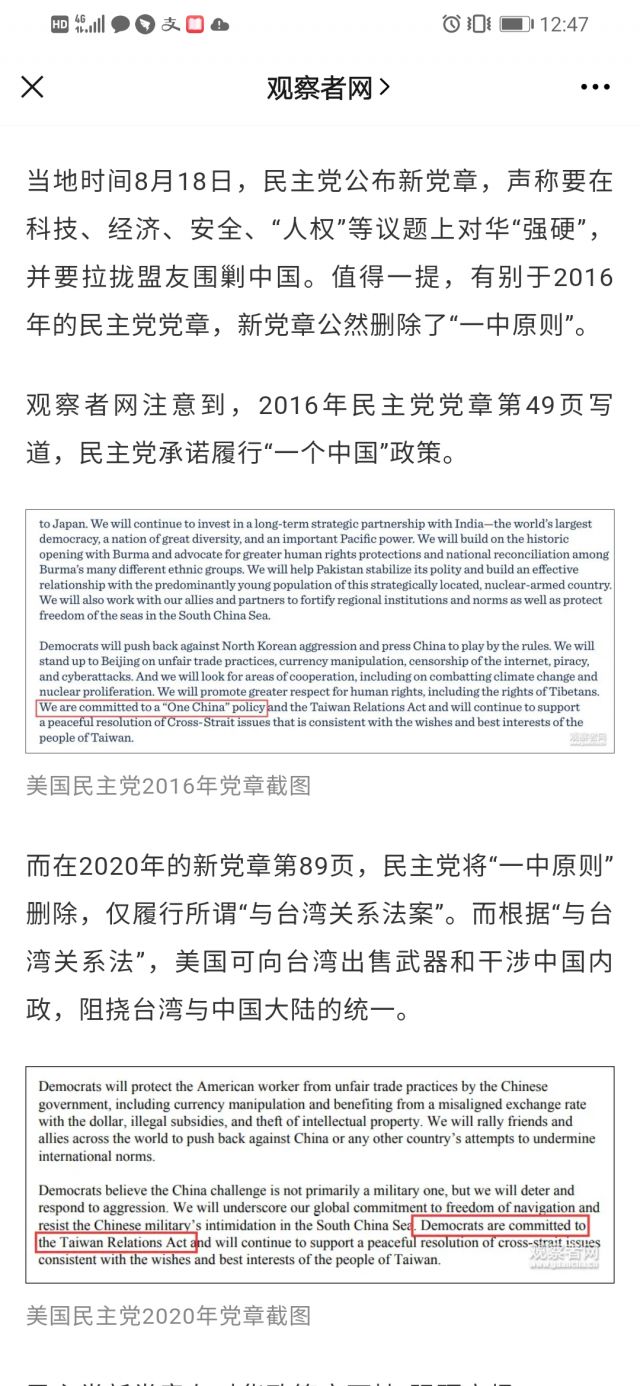 HD 4G 支 12:47
观察者网
当地时间8月18日，民主党公布新党章，声称要在
科技、经济、安全、“人权”等议题上对华“强硬”，
并要拉拢盟友围剿中国。值得一提，有别于2016
年的民主党党章，新党章公然删除了“一中原则”。
观察者网注意到，2016年民主党党章第49页写
道，民主党承诺履行“一个中国”政策。
to Japan. We will continue to invest in a long-term strategic partnership with India—the world’s largest
democracy, a nation of great diversity, and an important Pacific power. We will build on the historic
opening with Burma and advocate for greater human rights protections and national reconciliation among
Burma’s many different ethnic groups. We will help Pakistan stabilize its polity and build an effective
relationship with the predominantly young population of this strategically located, nuclear-armed country.
We will also work with our allies and partners to fortify regional institutions and norms as well as protect
freedom of the seas in the South China Sea.
Democrats will push back against North Korean aggression and press China to play by the rules. We will
stand up to Beijing on unfair trade practices, currency manipulation, censorship of the internet, piracy,
and cyberattacks. And we will look for areas of cooperation, including on combatting climate change and
nuclear proliferation. We will promote greater respect for human rights, including the rights of Tibetans.
We are committed to a “One China” policy and the Taiwan Relations Act and will continue to support
a peaceful resolution of Cross-Strait issues that is consistent with the wishes and best interests of the
people of Taiwan.
观察者网
美国民主党2016年党章截图
而在2020年的新党章第89页，民主党将“一中原则”
删除，仅履行所谓“与台湾关系法案”。而根据“与台
湾关系法”，美国可向台湾出售武器和干涉中国内
政，阻挠台湾与中国大陆的统一。
Democrats will protect the American worker from unfair trade practices by the Chinese
government, including currency manipulation and benefiting from a misaligned exchange rate
with the dollar, illegal subsidies, and theft of intellectual property. We will rally friends and
allies across the world to push back against China or any other country’s attempts to undermine
international norms.
Democrats believe the China challenge is not primarily a military one, but we will deter and
respond to aggression. We will underscore our global commitment to freedom of navigation and
resist the Chinese military’s intimidation in the South China Sea. Democrats are committed to
the Taiwan Relations Act and will continue to support a peaceful resolution of cross-strait issues
consistent with the wishes and best interests of the people of Taiwan.
观察者网
美国民主党2020年党章截图